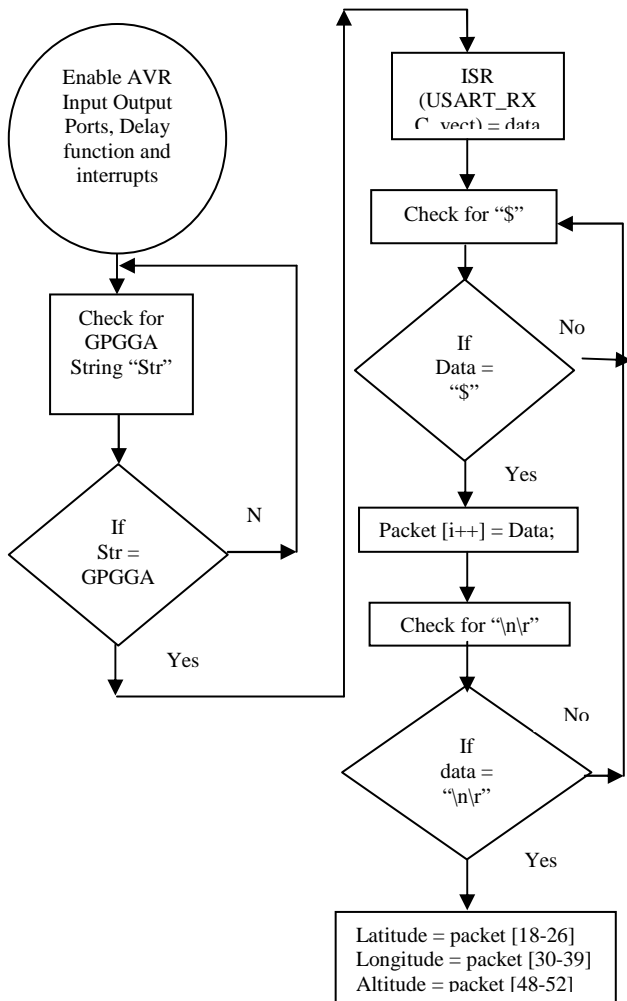 Enable AVR
Input Output
Ports, Delay
function and
interrupts
Check for
GPGGA
String “Str”
If
Str =
GPGGA
N
Yes
ISR
(USART_RX
C_vect) = data
Check for “$”
If
Data =
“$”
No
Yes
Packet [i++] = Data;
Check for “\n\r”
If
data =
“\n\r”
No
Yes
Latitude = packet [18-26]
Longitude = packet [30-39]
Altitude = packet [48-52]